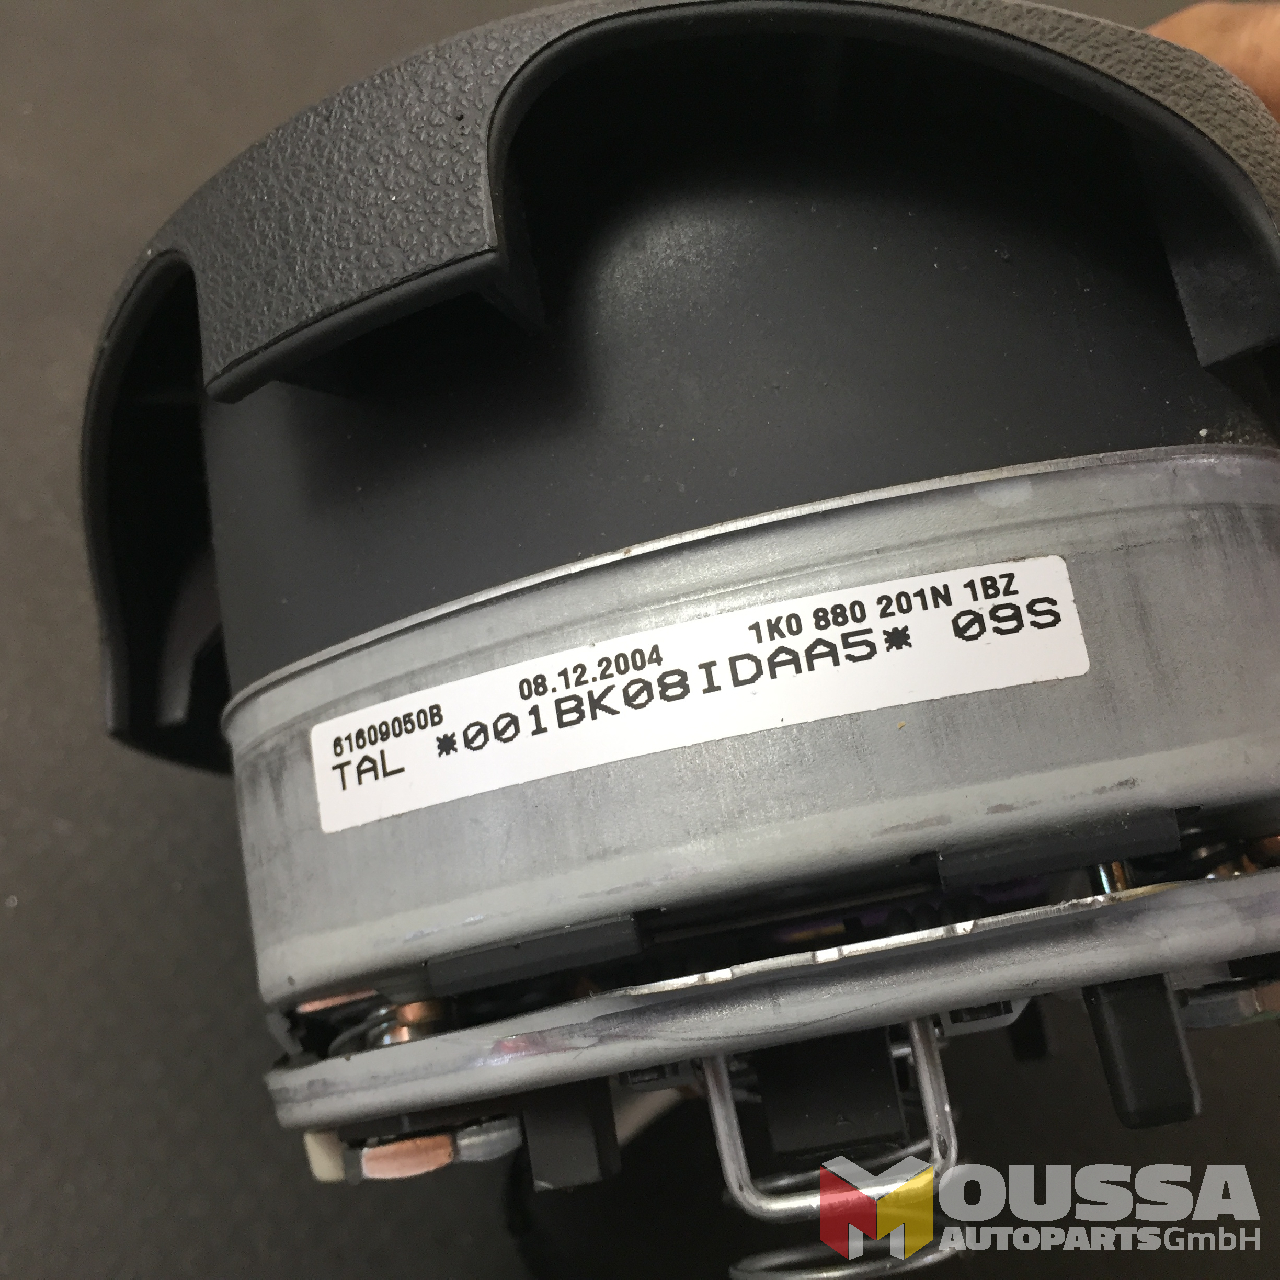 61609050B 08.12.2004 1K0 880 201N 1BZ
TAL *001BK08IDAA5* 09S
MOUSSA
AUTOPARTS GmbH